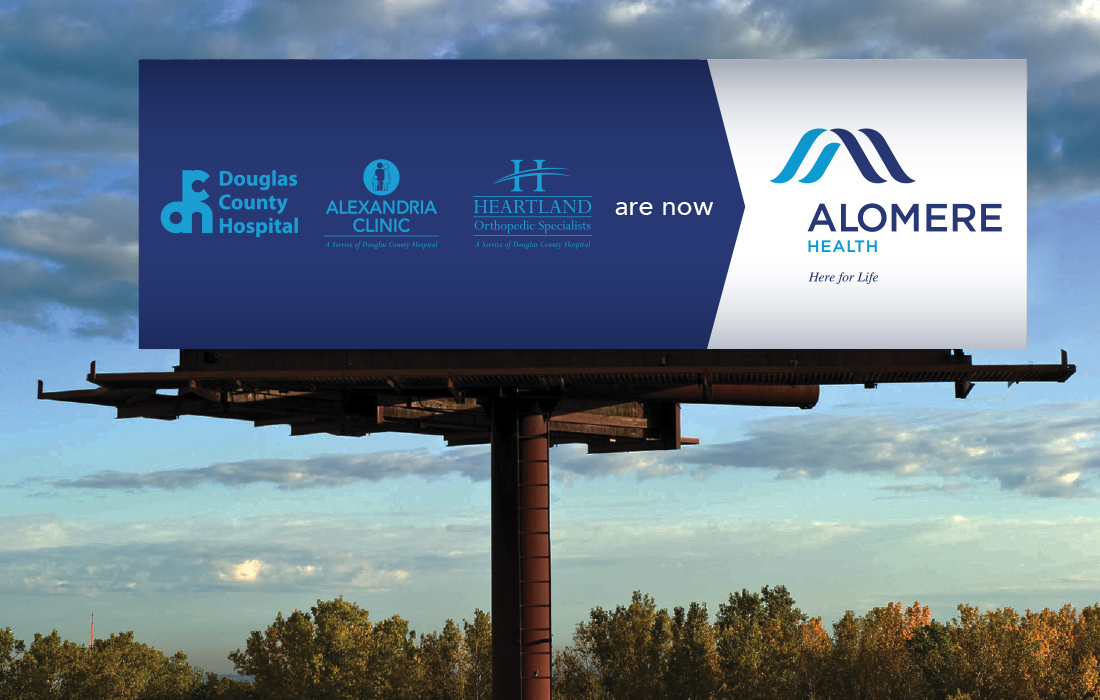 dch
Douglas
County
Hospital
ALEXANDRIA
CLINIC
A Service of Douglas County Hospital
H
HEARTLAND
Orthopedic Specialists
A Service of Douglas County Hospital
are now
ALOMERE
HEALTH
Here for Life